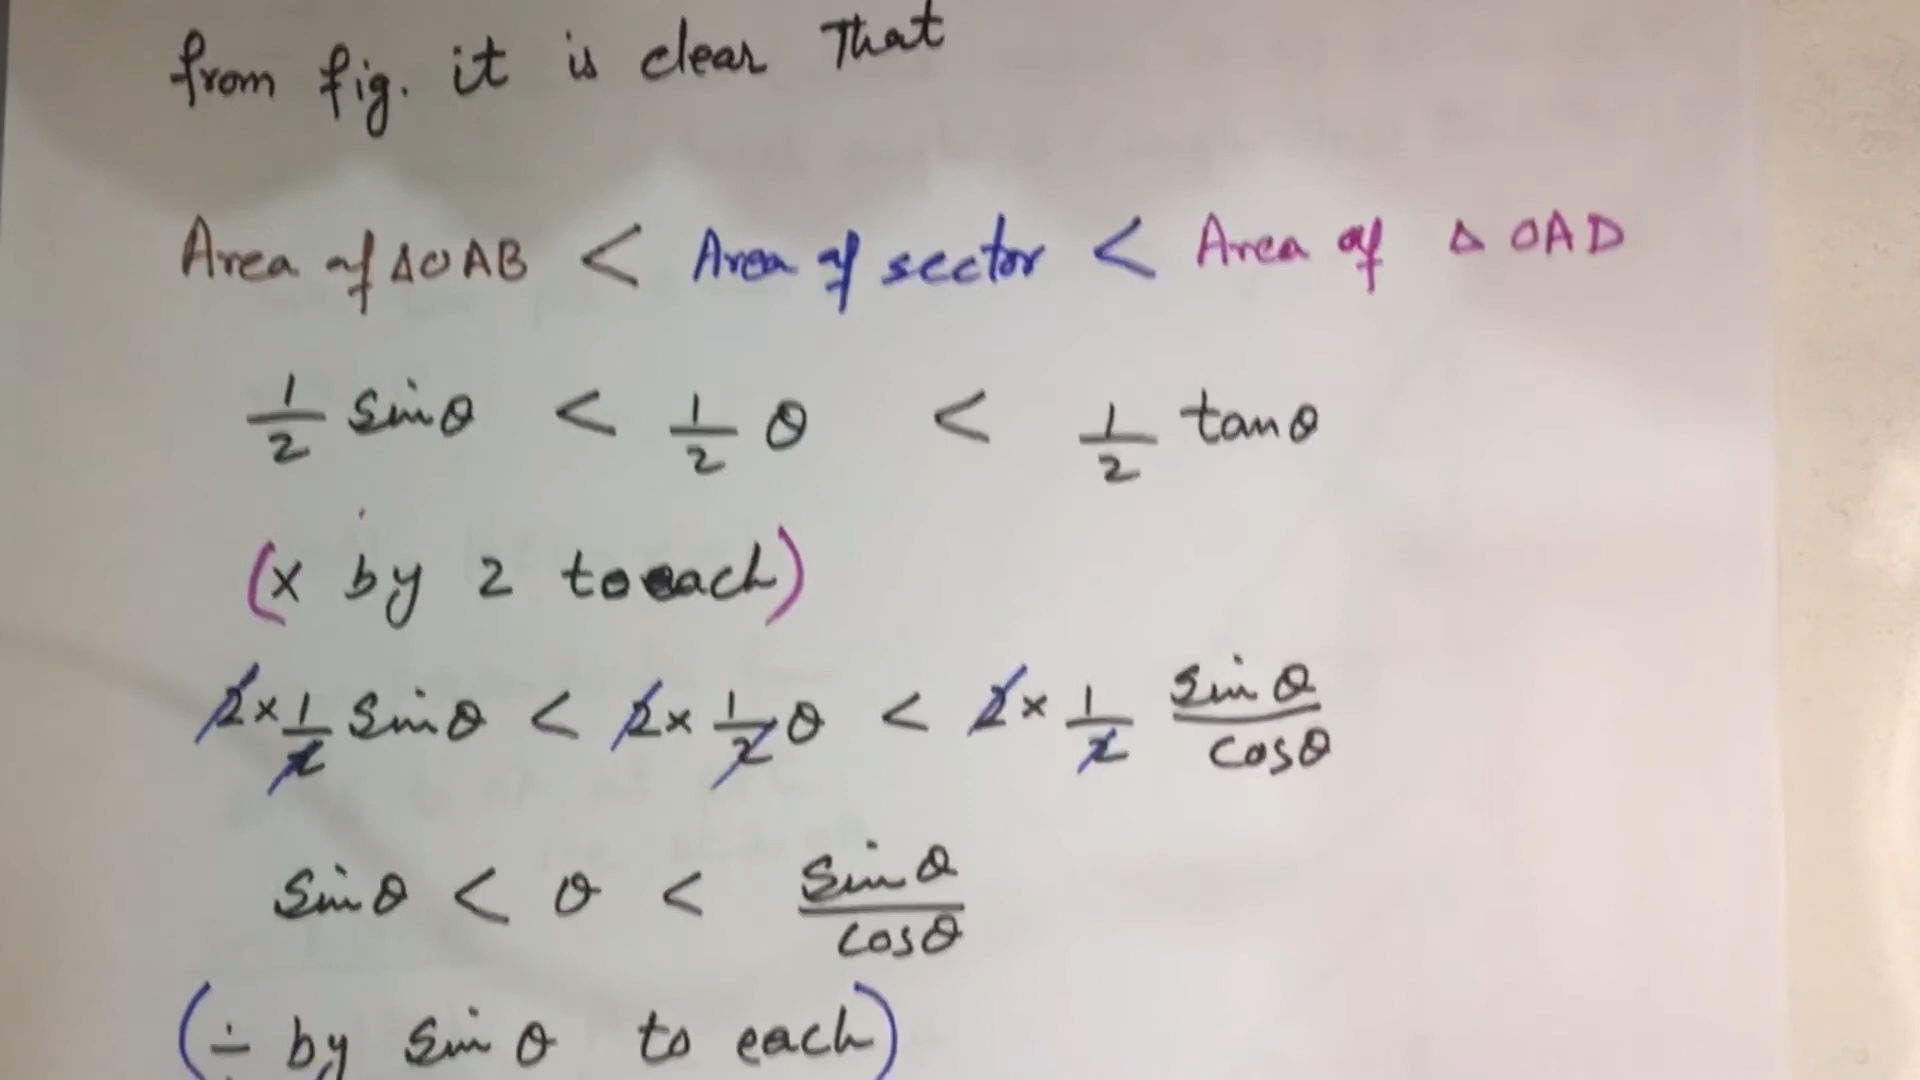 from fig. it is clear That
Area of ΔOAB < Area of sector < Area of Δ OAD
1/2 sinθ < 1/2 θ < 1/2 tanθ
(x by 2 to each)
2×1/2 sinθ < 2×1/2 θ < 2×1/2 sinθ/cosθ
sinθ < θ < sinθ/cosθ
(÷ by sinθ to each)